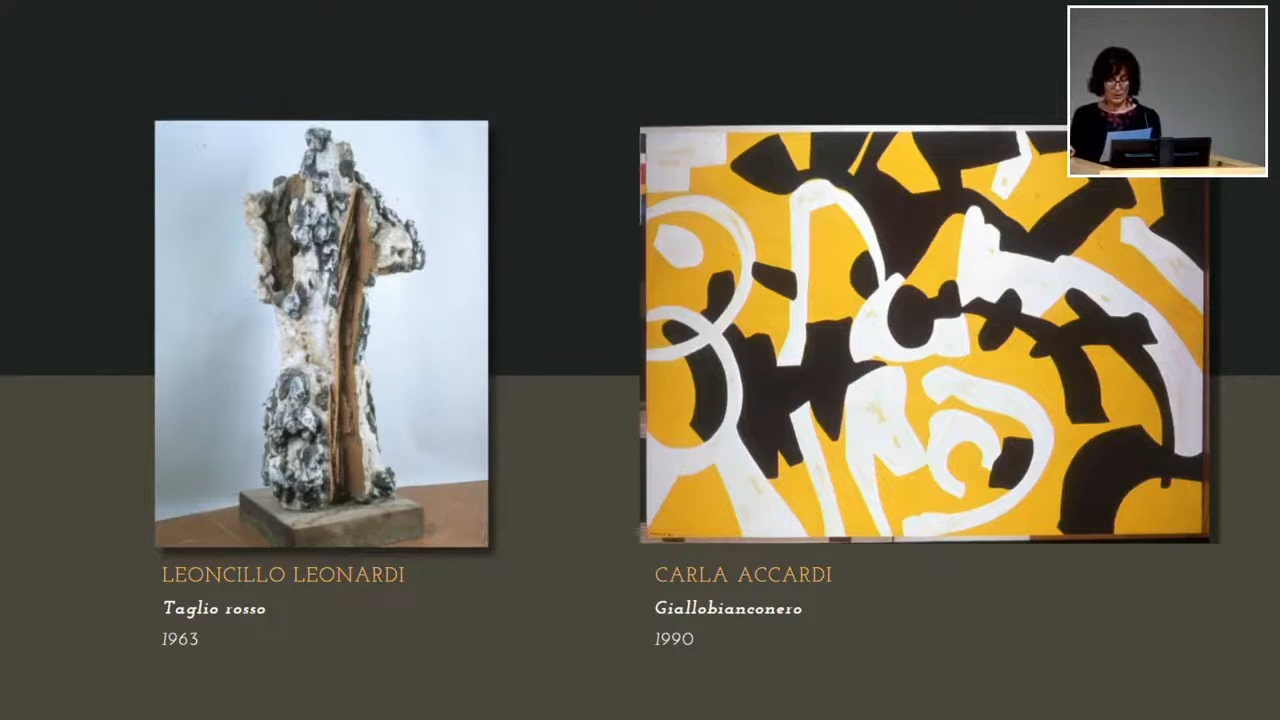 LEONCILLO LEONARDI
Taglio rosso
1963
CARLA ACCARDI
Giallobianconero
1990